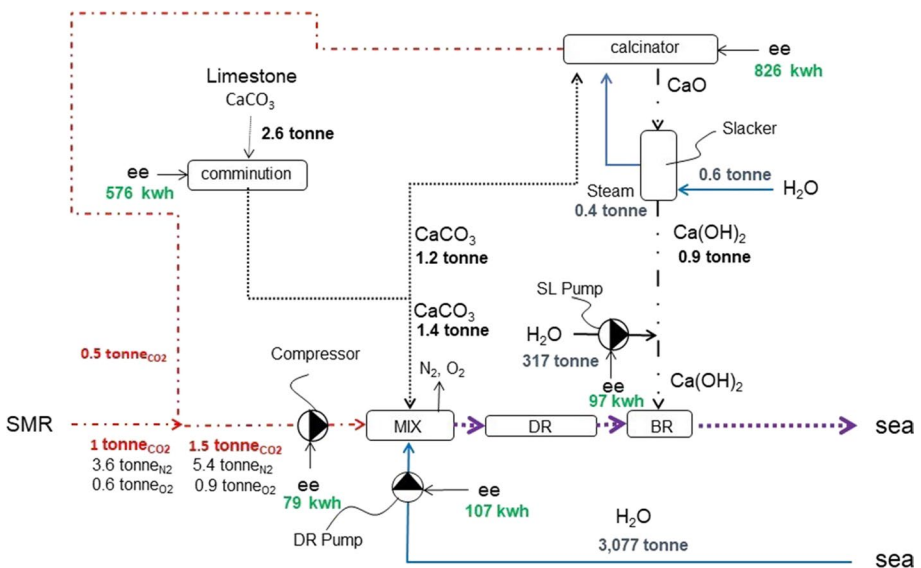 calcinator
ee
826 kwh
CaO
Limestone
CaCO3
2.6 tonne
Slacker
ee
576 kwh
comminution
0.6 tonne
Steam
0.4 tonne
H2O
CaCO3
1.2 tonne
Ca(OH)2
0.9 tonne
SL Pump
CaCO3
1.4 tonne
H2O
317 tonne
0.5 tonneCO2
Compressor
N2, O2
ee
97 kwh
Ca(OH)2
SMR
MIX
DR
BR
sea
1 tonneCO2
3.6 tonneN2
0.6 tonneO2
1.5 tonneCO2
5.4 tonneN2
0.9 tonneO2
ee
79 kwh
ee
107 kwh
DR Pump
H2O
3,077 tonne
sea